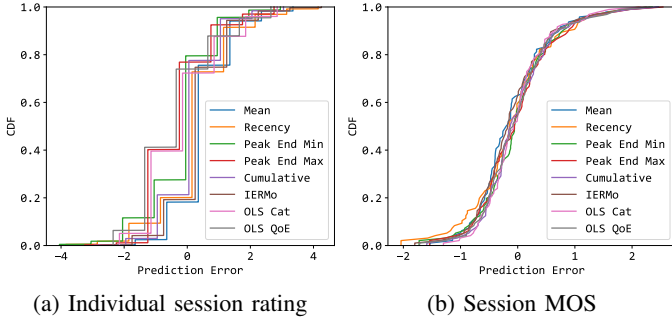 1.0
0.8
0.6
0.4
0.2
0.0
CDF
Mean
Recency
Peak End Min
Peak End Max
Cumulative
IERMo
OLS Cat
OLS QoE
−4 −2 0 2 4
Prediction Error
(a) Individual session rating
1.0
0.8
0.6
0.4
0.2
0.0
CDF
Mean
Recency
Peak End Min
Peak End Max
Cumulative
IERMo
OLS Cat
OLS QoE
−2 −1 0 1 2
Prediction Error
(b) Session MOS